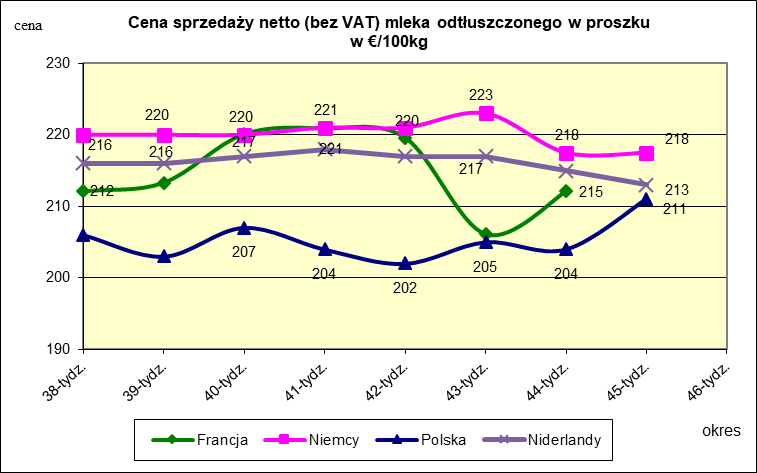 cena
Cena sprzedaży netto (bez VAT) mleka odtłuszczonego w proszku
w €/100kg
230
220
210
200
190
223
220
220
221
220
218
218
216
216
217
221
217
212
215
213
211
207
204
202
205
204
38-tydz.
39-tydz.
40-tydz.
41-tydz.
42-tydz.
43-tydz.
44-tydz.
45-tydz.
46-tydz.
okres
Francja Niemcy Polska Niderlandy